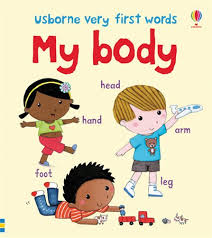 usborne very first words
My body
head
hand
arm
foot
leg